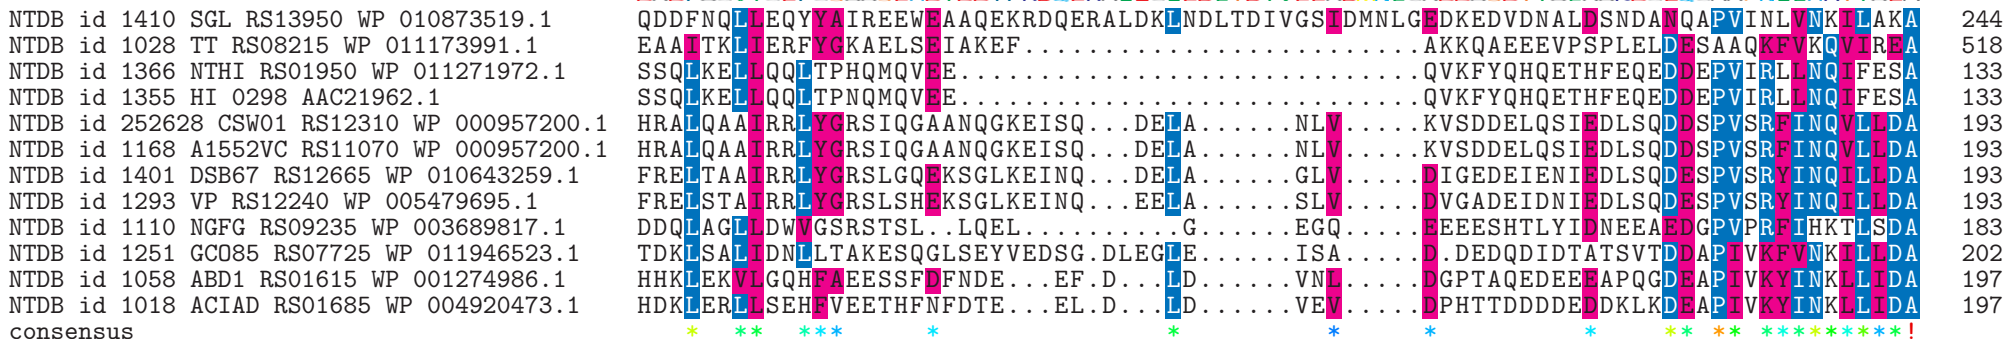 NTDB id 1410 SGL RS13950 WP 010873519.1 QDDFNQLLEQYYAIREEWEAAQEKRDQERALDKLNDLTDIVGSIDMNLGEDKEDVDNALDSNDANQAPVINLVNKILAKA 244
NTDB id 1028 TT RS08215 WP 011173991.1 EAAITKLIERFYGKAELSEIAKEF.........................AKKQAEEEVPSPLELDESAAQKFVKQVIREA 518
NTDB id 1366 NTHI RS01950 WP 011271972.1 SSQLKELLQQLTPHQMQVEE.............................QVKFYQHQETHFEQEDDEPVIRLLNQIFESA 133
NTDB id 1355 HI 0298 AAC21962.1 SSQLKELLQQLTPNQMQVEE.............................QVKFYQHQETHFEQEDDEPVIRLLNQIFESA 133
NTDB id 252628 CSW01 RS12310 WP 000957200.1 HRALQAAIRRLYGRSIQGAANQGKEISQ...DELA.......NLV.....KVSDDELQSIEDLSQDDSPVSRFINQVLLDA 193
NTDB id 1168 A1552VC RS11070 WP 000957200.1 HRALQAAIRRLYGRSIQGAANQGKEISQ...DELA.......NLV.....KVSDDELQSIEDLSQDDSPVSRFINQVLLDA 193
NTDB id 1401 DSB67 RS12665 WP 010643259.1 FRELTAAIRRLYGRSLGQEKSGLKEINQ...DELA.......GLV.....DIGEDEIENIEDLSQDESPVSRYINQILLDA 193
NTDB id 1293 VP RS12240 WP 005479695.1 FRELSTAIRRLYGRSLSHEKSGLKEINQ...EELA.......SLV.....DVGADEIDNIEDLSQDESPVSRYINQILLDA 193
NTDB id 1110 NGFG RS09235 WP 003689817.1 DDQLAGLLDWVGSRSTSL..LQEL..........G.......EGQ.....EEEESHTLYIDNEEAEDGPVPRFIHKTLSDA 183
NTDB id 1251 GCO85 RS07725 WP 011946523.1 TDKLSALIDNLLTAKESQGLSEYVEDSG.DLEGLE.......ISA.....D.DEDQDIDTATSVTDDAPIVKFVNKILLDA 202
NTDB id 1058 ABD1 RS01615 WP 001274986.1 HHKLEKVLGQHFAEESSFDFNDE...EF.D...LD.......VNL.....DGPTAQEDEEEAPQGDEAPIVKYINKLLIDA 197
NTDB id 1018 ACIAD RS01685 WP 004920473.1 HDKLERLLSEHFVEETHFNFDTE...EL.D...LD.......VEV.....DPHTTDDDDEDDKLKDEAPIVKYINKLLIDA 197
consensus * ** *** * * * * * ** ** *********!